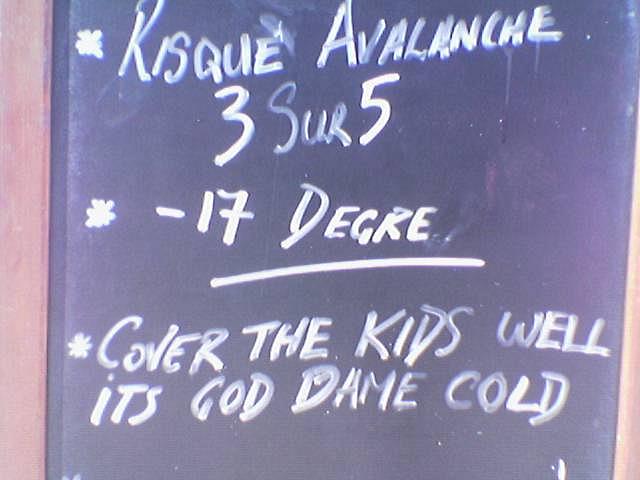 * RISQUE AVALANCHE
3 SUR 5
* -17 DEGRE
* COVER THE KIDS WELL
ITS GOD DAME COLD